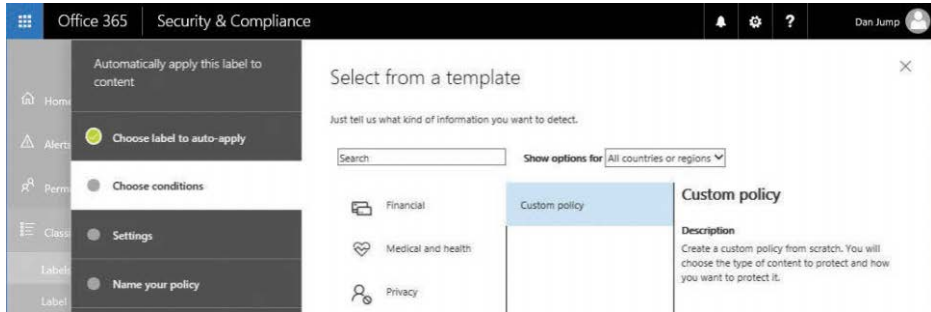 Office 365 Security & Compliance ? Dan Jump
Automatically apply this label to
content
Choose label to auto-apply
Choose conditions
Settings
Name your policy
Home
Alerts
Labels
Label
Select from a template
Just tell us what kind of information you want to detect.
Search
Show options for All countries or regions
Financial
Medical and health
Privacy
Custom policy
Custom policy
Description
Create a custom policy from scratch. You will
choose the type of content to protect and how
you want to protect it.